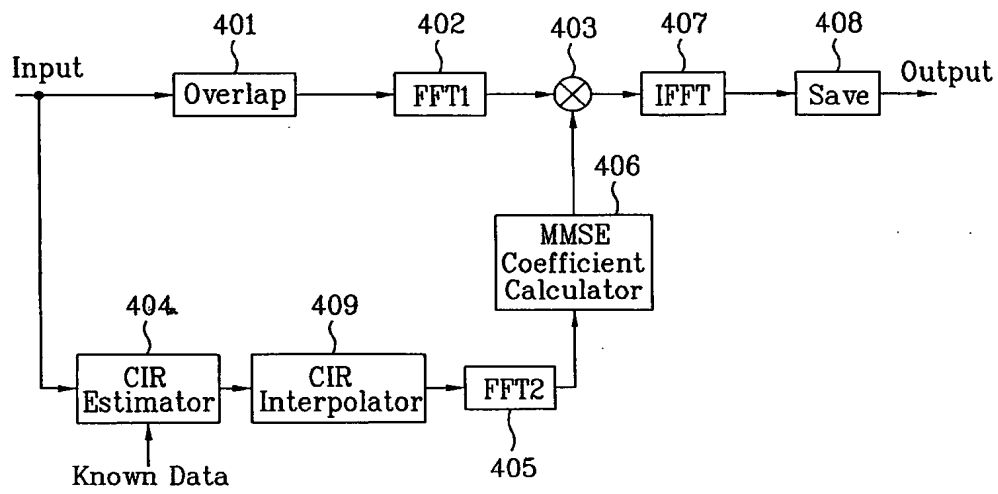 401
402
403
407
408
Input
Overlap
FFT1
IFFT
Save
Output
406
MMSE
Coefficient
Calculator
404
409
CIR
Estimator
CIR
Interpolator
FFT2
405
Known Data